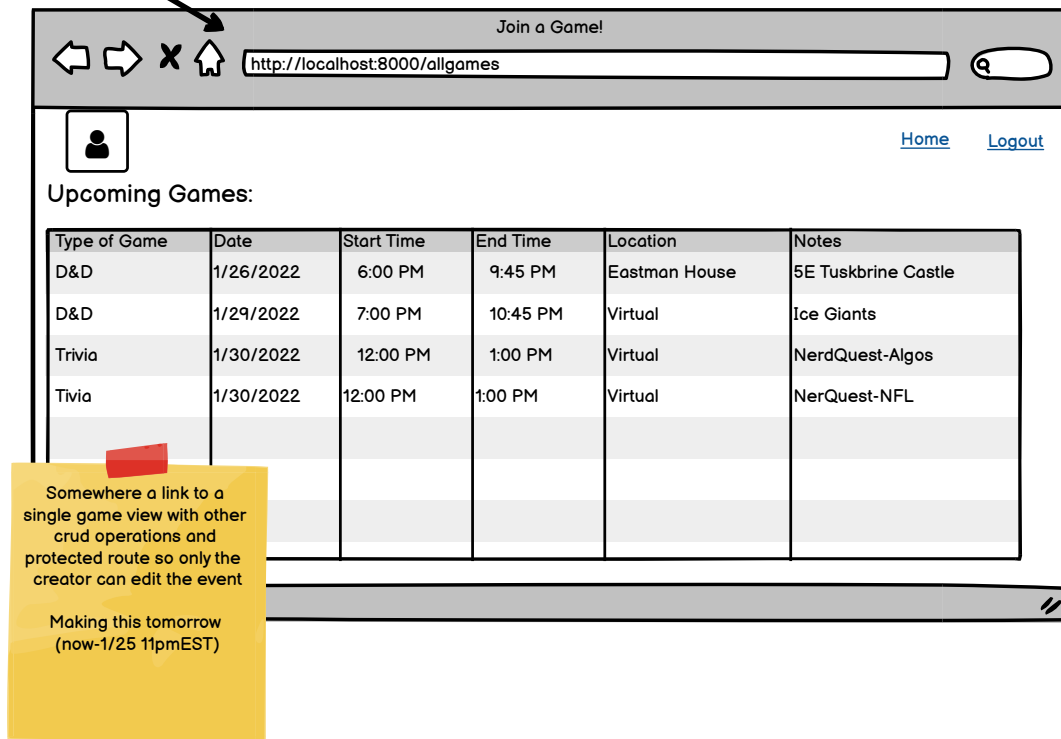 Join a Game!
http://localhost:8000/allgames
Home Logout
Upcoming Games:
Type of Game Date Start Time End Time Location Notes
D&D 1/26/2022 6:00 PM 9:45 PM Eastman House 5E Tuskbrine Castle
D&D 1/29/2022 7:00 PM 10:45 PM Virtual Ice Giants
Trivia 1/30/2022 12:00 PM 1:00 PM Virtual NerdQuest-Algos
Tivia 1/30/2022 12:00 PM 1:00 PM Virtual NerQuest-NFL
Somewhere a link to a
single game view with other
crud operations and
protected route so only the
creator can edit the event
Making this tomorrow
(now-1/25 11pmEST)